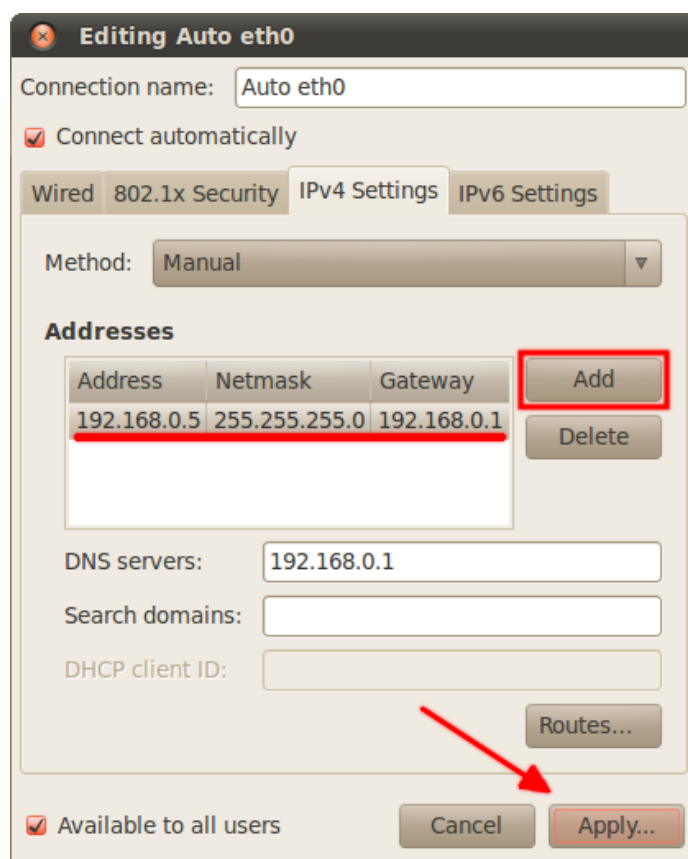 Editing Auto eth0
Connection name: Auto eth0
Connect automatically
Wired 802.1x Security IPv4 Settings IPv6 Settings
Method: Manual
Addresses
Address Netmask Gateway Add
192.168.0.5 255.255.255.0 192.168.0.1
Delete
DNS servers: 192.168.0.1
Search domains:
DHCP client ID:
Routes...
Available to all users Cancel Apply...